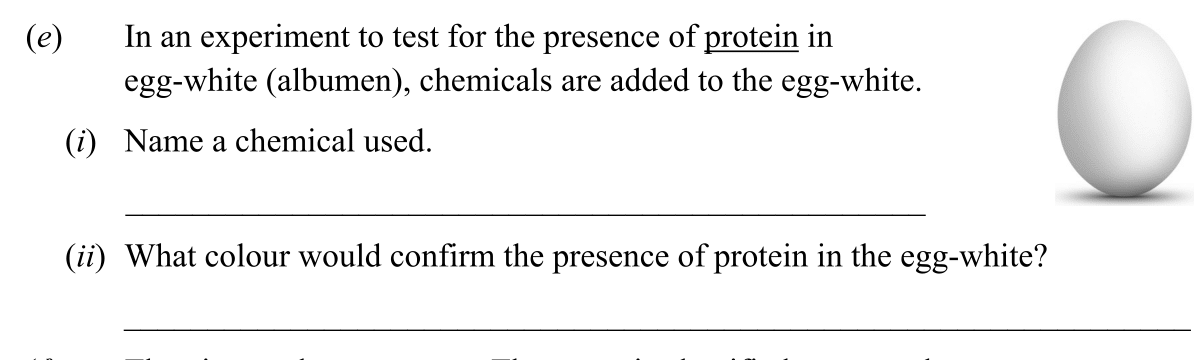 (e) In an experiment to test for the presence of protein in
egg-white (albumen), chemicals are added to the egg-white.
(i) Name a chemical used.
(ii) What colour would confirm the presence of protein in the egg-white?